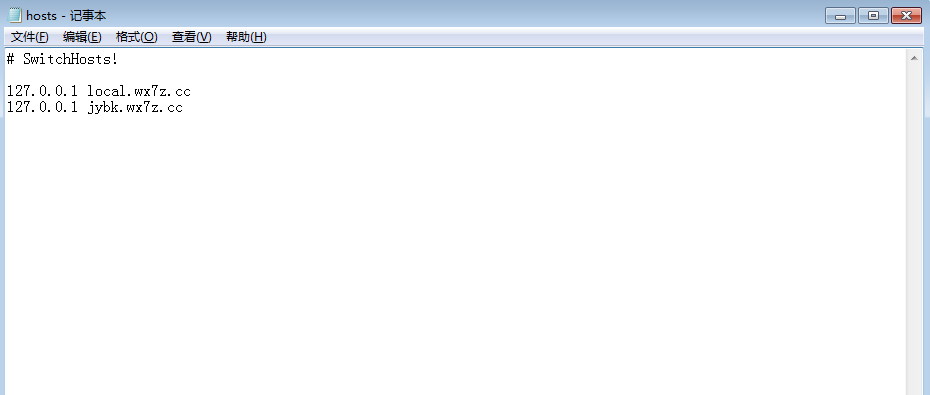 hosts - 记事本
文件(F) 编辑(E) 格式(O) 查看(V) 帮助(H)
# SwitchHosts!
127.0.0.1 local.wx7z.cc
127.0.0.1 jybk.wx7z.cc